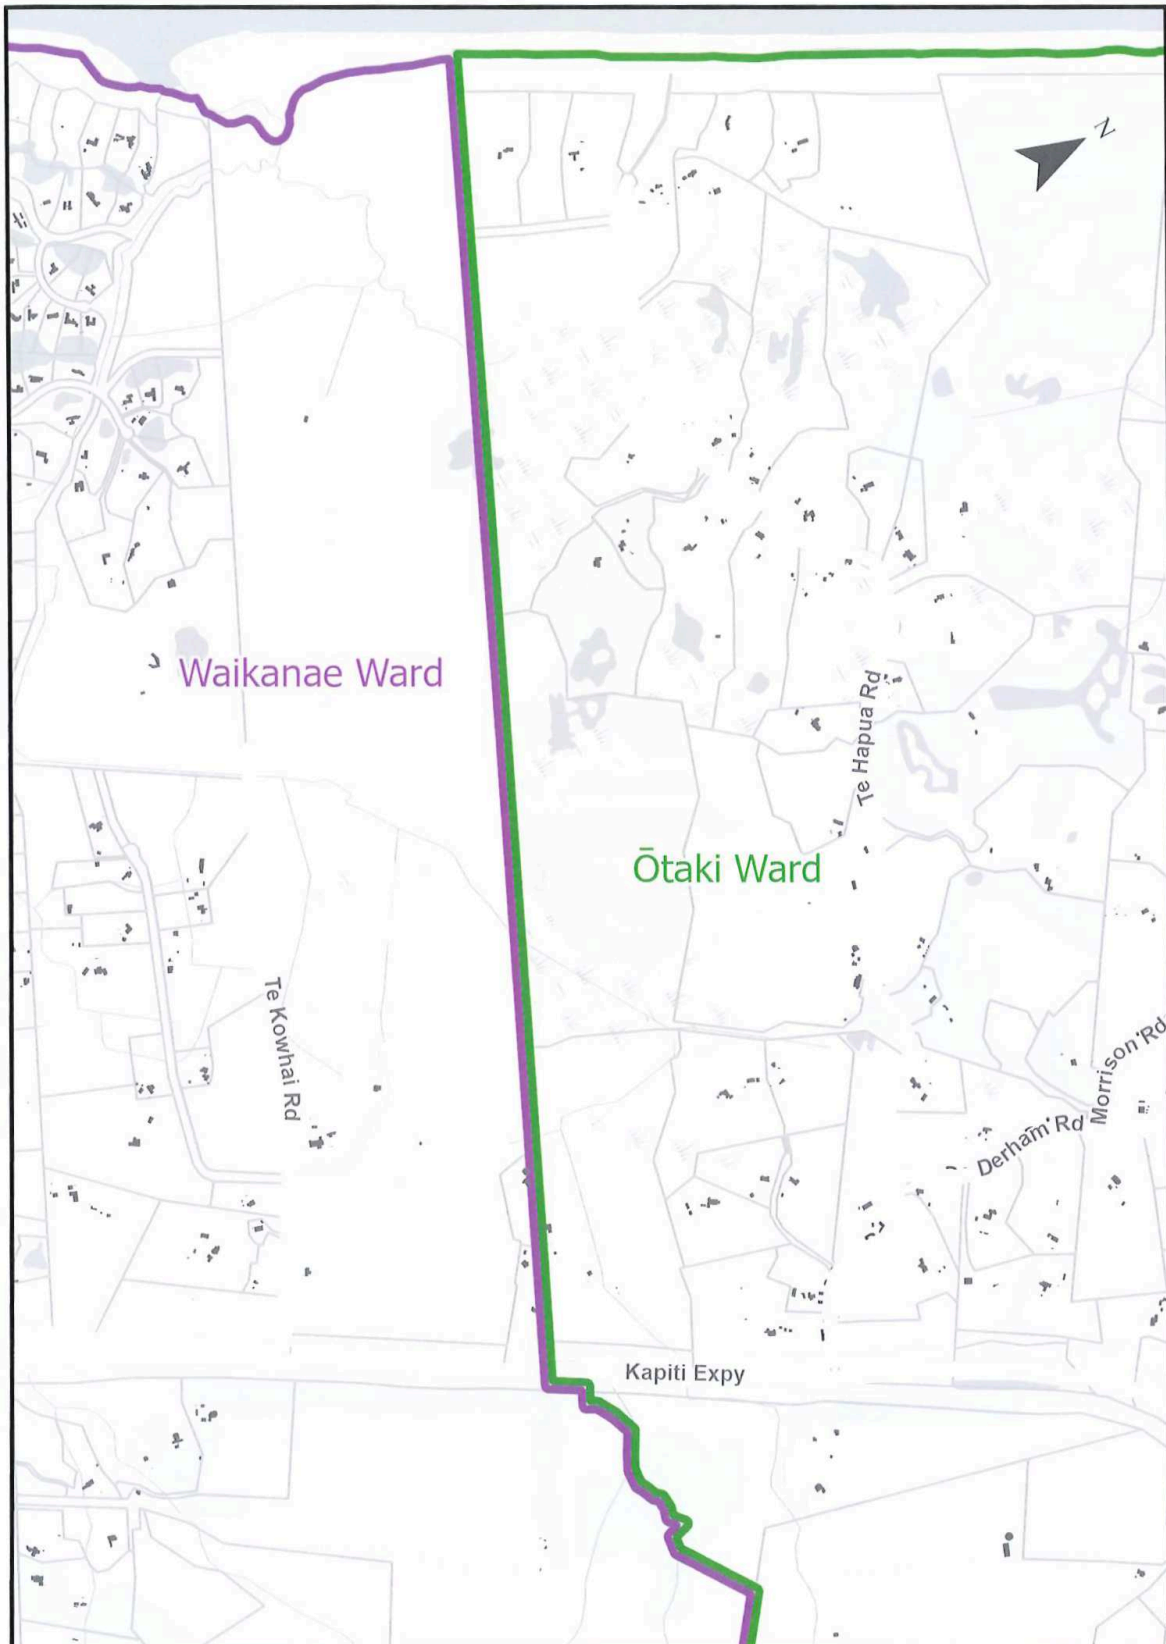 N
Waikanae Ward
Te Hapua Rd
Ōtaki Ward
Te Kowhai Rd
Morrison Rd
Derham Rd
Kapiti Expy